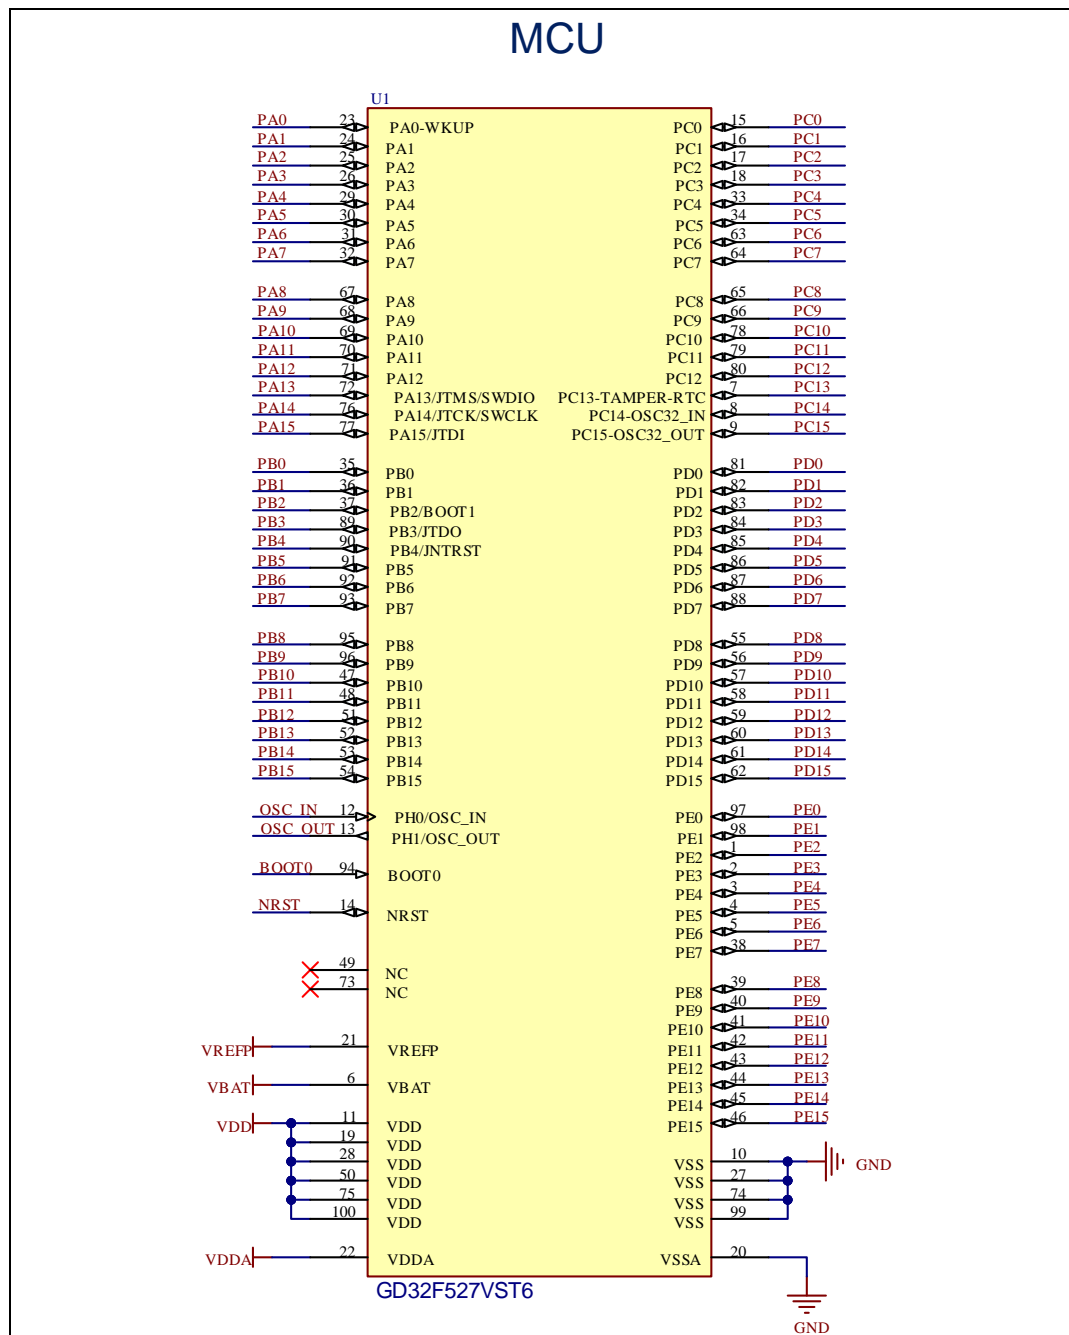 MCU
U1
PA0 23 PA0-WKUP PC0 15 PC0
PA1 24 PA1 PC1 16 PC1
PA2 25 PA2 PC2 17 PC2
PA3 26 PA3 PC3 18 PC3
PA4 29 PA4 PC4 33 PC4
PA5 30 PA5 PC5 34 PC5
PA6 31 PA6 PC6 63 PC6
PA7 32 PA7 PC7 64 PC7
PA8 67 PA8 PC8 65 PC8
PA9 68 PA9 PC9 66 PC9
PA10 69 PA10 PC10 78 PC10
PA11 70 PA11 PC11 79 PC11
PA12 71 PA12 PC12 80 PC12
PA13 72 PA13/JTMS/SWDIO PC13-TAMPER-RTC 7 PC13
PA14 76 PA14/JTCK/SWCLK PC14-OSC32_IN 8 PC14
PA15 77 PA15/JTDI PC15-OSC32_OUT 9 PC15
PB0 35 PB0 PD0 81 PD0
PB1 36 PB1 PD1 82 PD1
PB2 37 PB2/BOOT1 PD2 83 PD2
PB3 89 PB3/JTDO PD3 84 PD3
PB4 90 PB4/JNTRST PD4 85 PD4
PB5 91 PB5 PD5 86 PD5
PB6 92 PB6 PD6 87 PD6
PB7 93 PB7 PD7 88 PD7
PB8 95 PB8 PD8 55 PD8
PB9 96 PB9 PD9 56 PD9
PB10 47 PB10 PD10 57 PD10
PB11 48 PB11 PD11 58 PD11
PB12 51 PB12 PD12 59 PD12
PB13 52 PB13 PD13 60 PD13
PB14 53 PB14 PD14 61 PD14
PB15 54 PB15 PD15 62 PD15
OSC_IN 12 PH0/OSC_IN PE0 97 PE0
OSC_OUT 13 PH1/OSC_OUT PE1 98 PE1
PE2 1 PE2
BOOT0 94 BOOT0 PE3 2 PE3
PE4 3 PE4
NRST 14 NRST PE5 4 PE5
PE6 5 PE6
PE7 38 PE7
49 NC
73 NC PE8 39 PE8
PE9 40 PE9
PE10 41 PE10
VREFP 21 VREFP PE11 42 PE11
PE12 43 PE12
VBAT 6 VBAT PE13 44 PE13
PE14 45 PE14
VDD 11 VDD PE15 46 PE15
19 VDD
28 VDD VSS 10 GND
50 VDD VSS 27
75 VDD VSS 74
100 VDD VSS 99
VDDA 22 VDDA VSSA 20
GD32F527VST6
GND